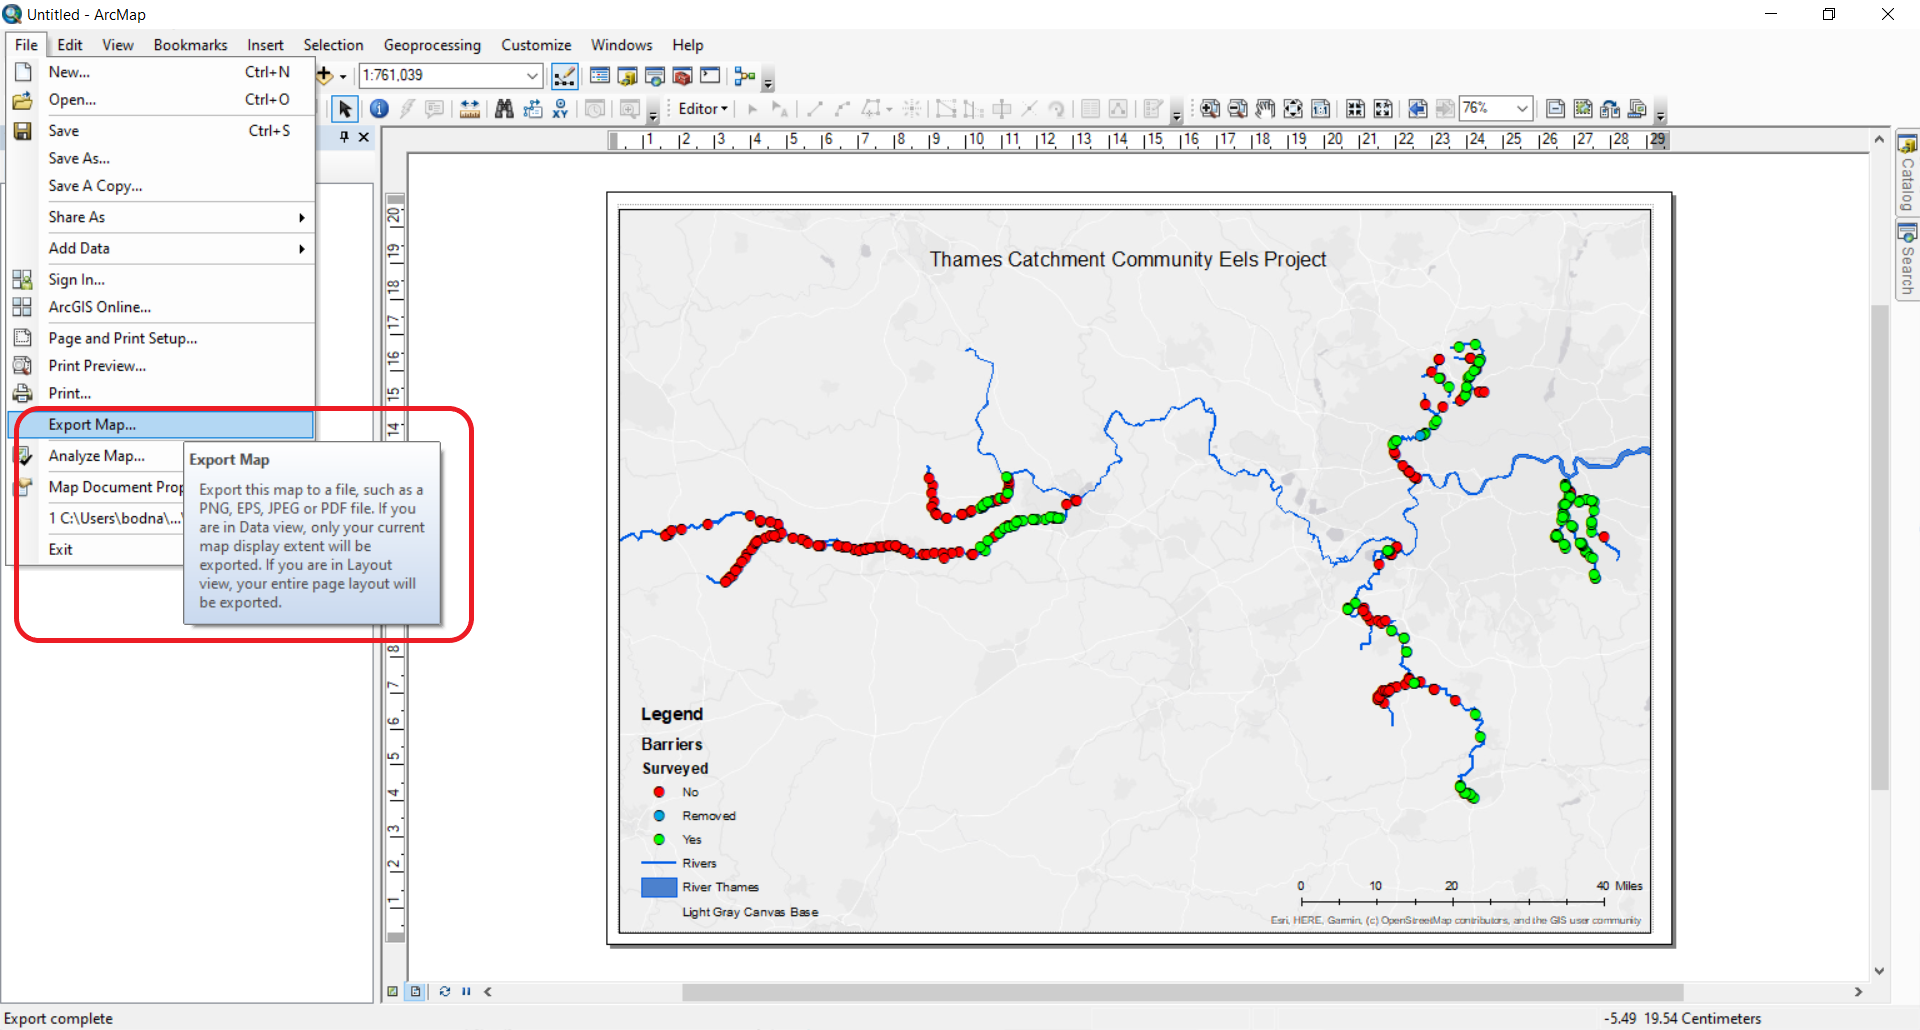 Untitled - ArcMap
File Edit View Bookmarks Insert Selection Geoprocessing Customize Windows Help
New... Ctrl+N
1:761,039
Open... Ctrl+O
Editor
76%
Save Ctrl+S
Save As...
Save A Copy...
Share As
Add Data
Sign In...
ArcGIS Online...
Page and Print Setup...
Print Preview...
Print...
Export Map...
Analyze Map...
Map Document Prop
1 C:\Users\bodna\...\
Exit
Export Map
Export this map to a file, such as a
PNG, EPS, JPEG or PDF file. If you
are in Data view, only your current
map display extent will be
exported. If you are in Layout
view, your entire page layout will
be exported.
1 2 3 4 5 6 7 8 9 10 11 12 13 14 15 16 17 18 19 20 21 22 23 24 25 26 27 28 29
20
19
18
17
16
15
14
8
7
6
5
4
3
2
1
Catalog
Search
Thames Catchment Community Eels Project
Legend
Barriers
Surveyed
No
Removed
Yes
Rivers
River Thames
Light Gray Canvas Base
0 10 20 40 Miles
Esri, HERE, Garmin, (c) OpenStreetMap contributors, and the GIS user community
Export complete
-5.49 19.54 Centimeters